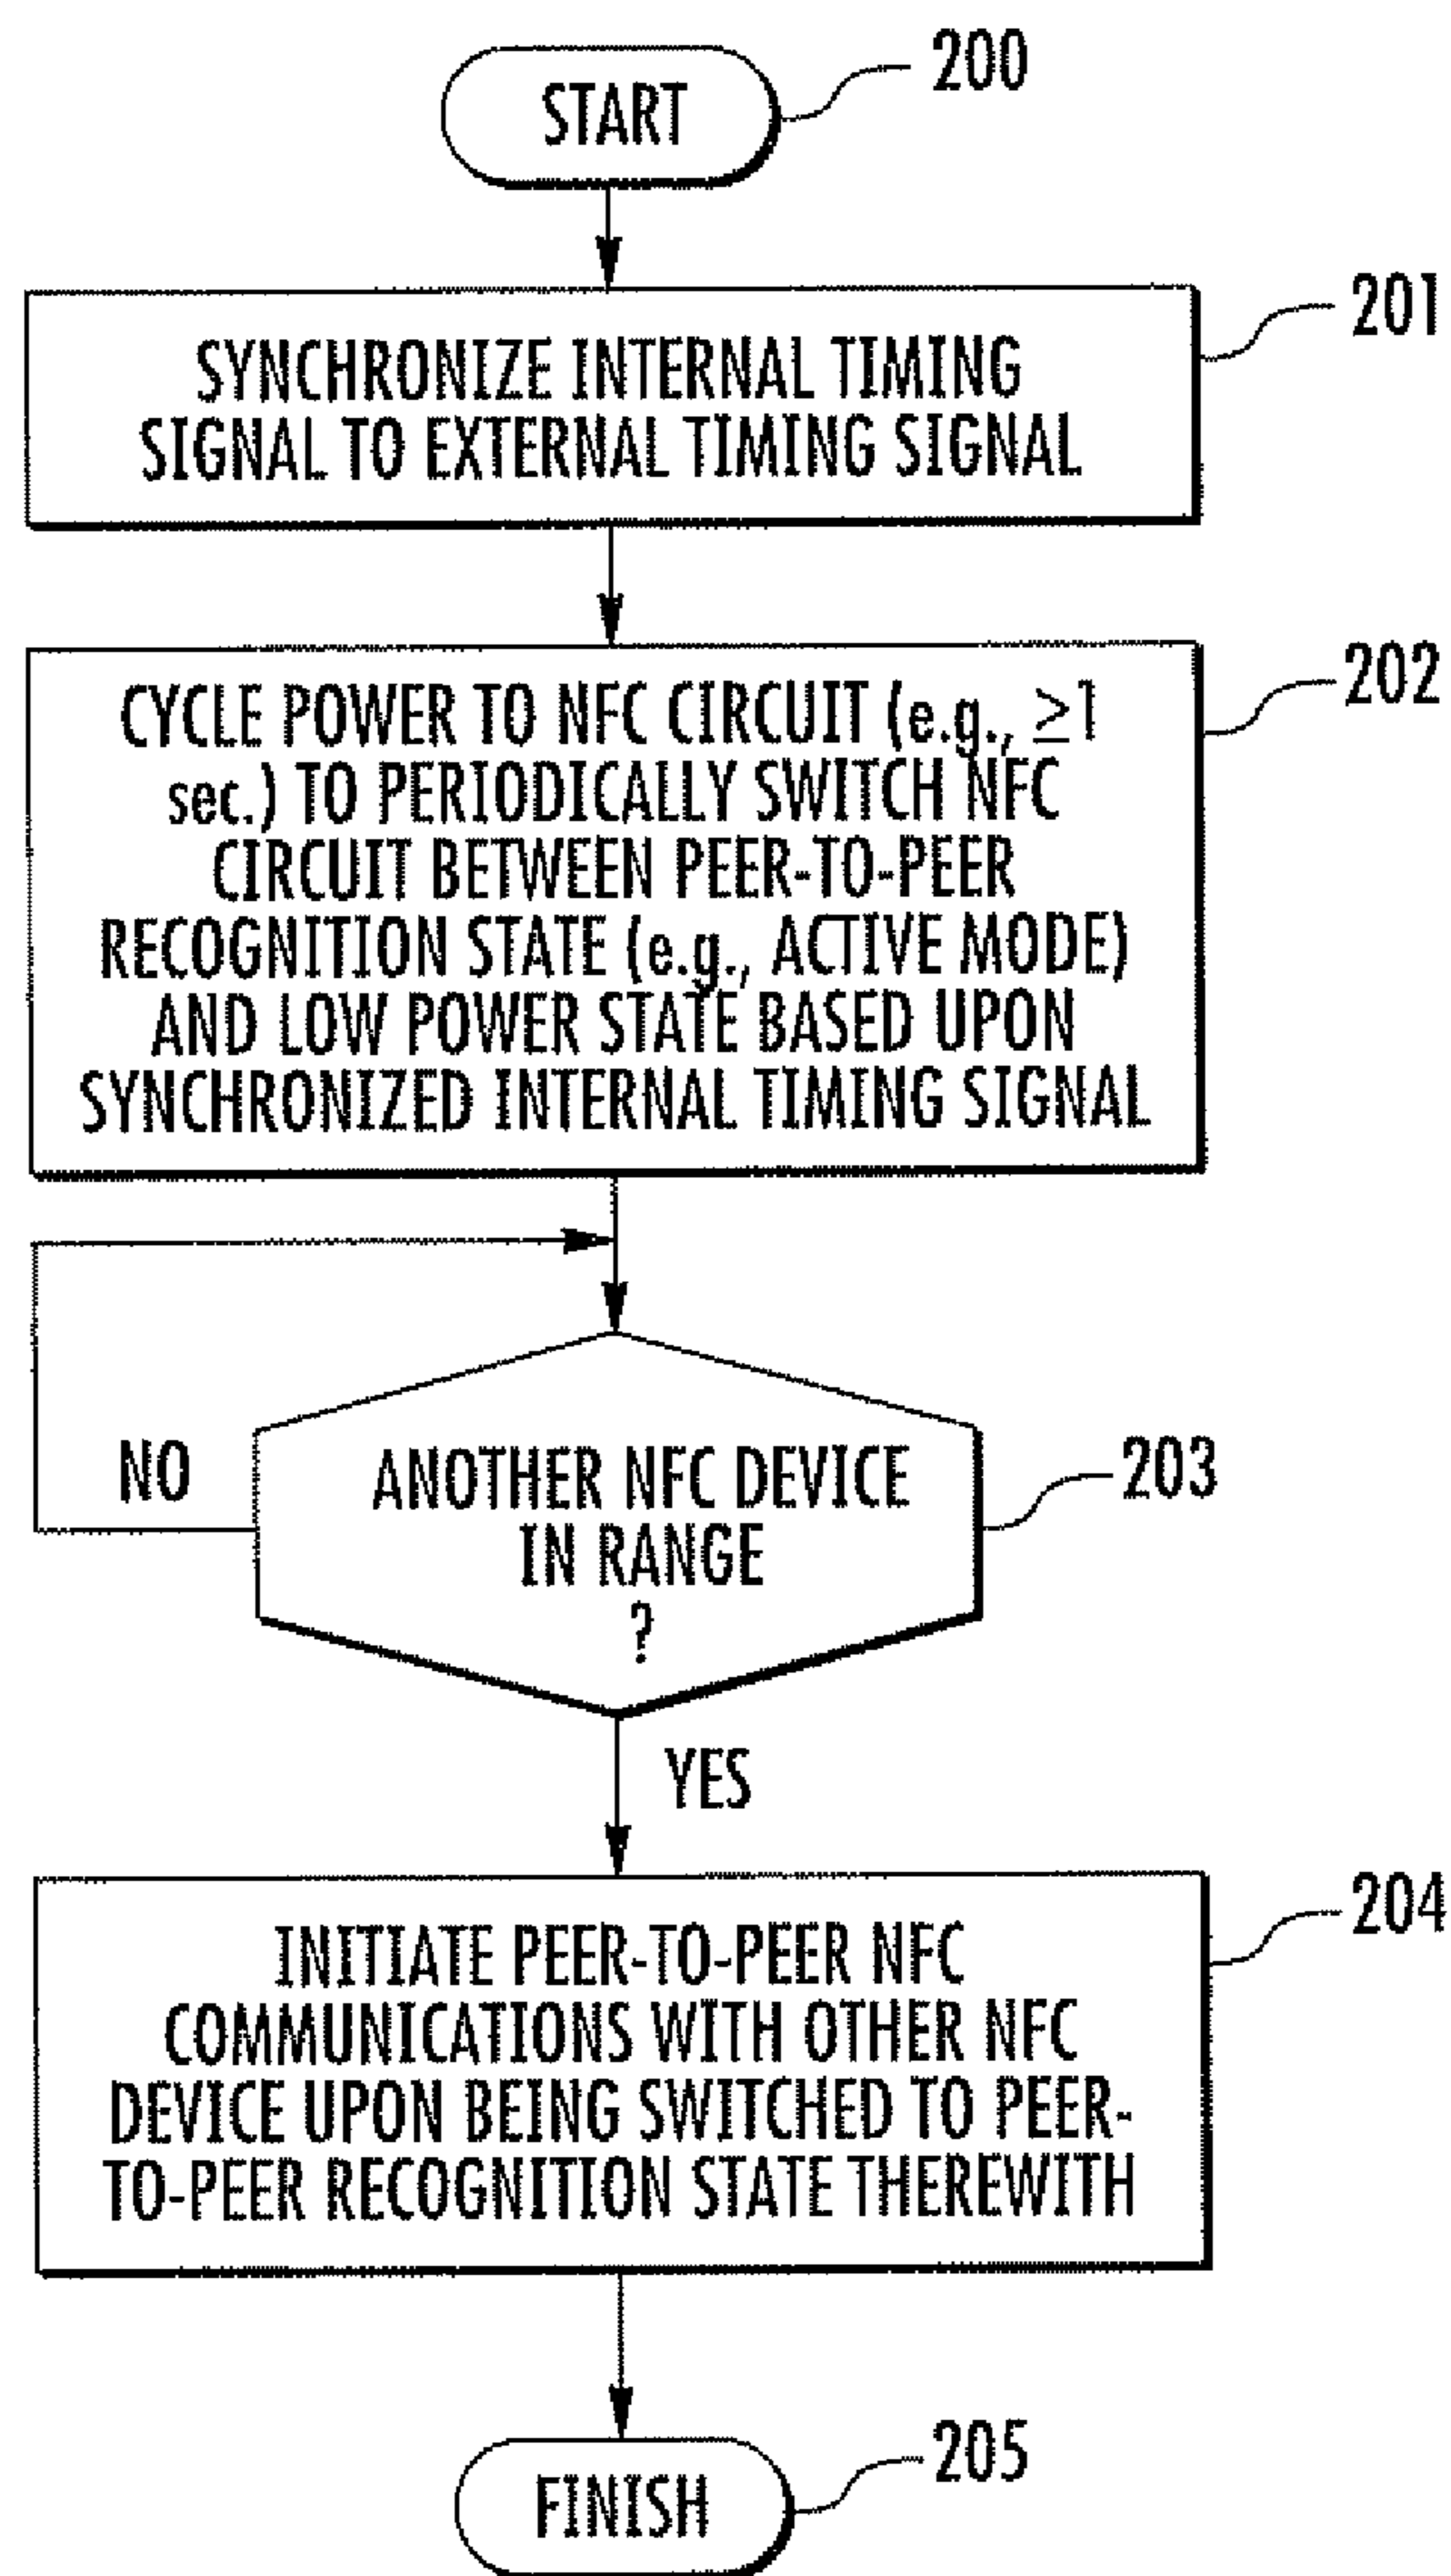 START
200
SYNCHRONIZE INTERNAL TIMING
SIGNAL TO EXTERNAL TIMING SIGNAL
201
CYCLE POWER TO NFC CIRCUIT (e.g., ≥1
sec.) TO PERIODICALLY SWITCH NFC
CIRCUIT BETWEEN PEER-TO-PEER
RECOGNITION STATE (e.g., ACTIVE MODE)
AND LOW POWER STATE BASED UPON
SYNCHRONIZED INTERNAL TIMING SIGNAL
202
NO
ANOTHER NFC DEVICE
IN RANGE
?
203
YES
INITIATE PEER-TO-PEER NFC
COMMUNICATIONS WITH OTHER NFC
DEVICE UPON BEING SWITCHED TO PEER-
TO-PEER RECOGNITION STATE THEREWITH
204
FINISH
205